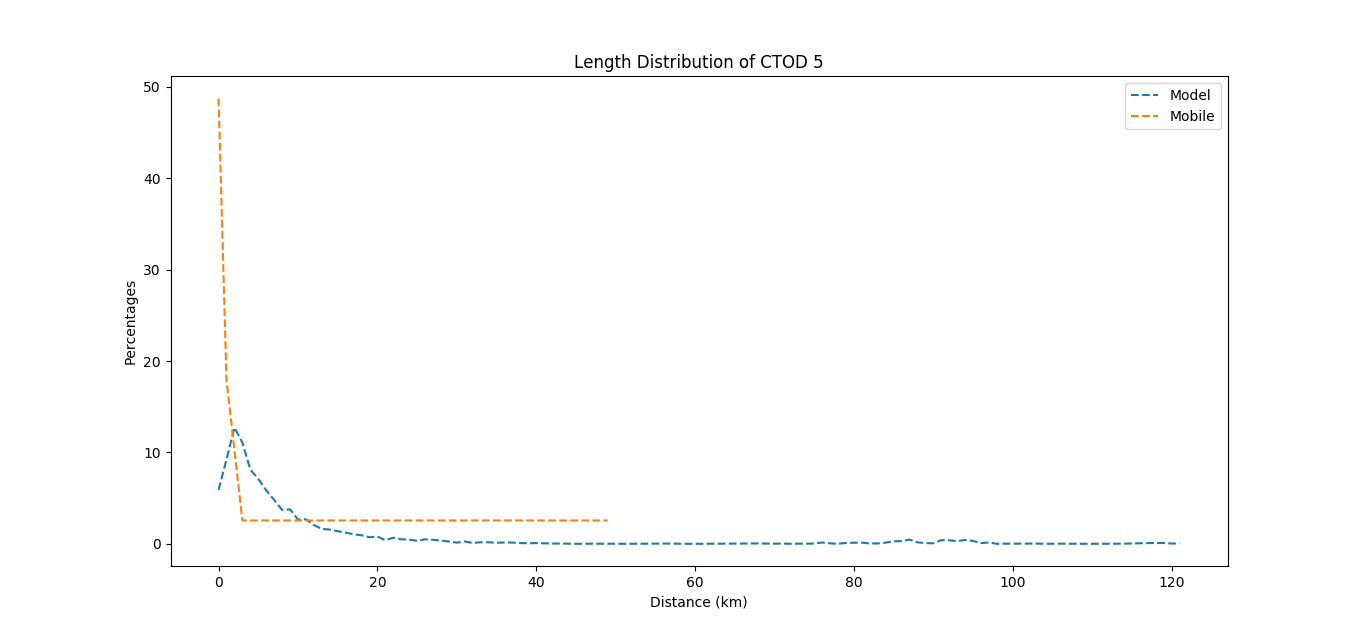 Length Distribution of CTOD 5
Model
Mobile
50
40
30
20
10
0
Percentages
0 20 40 60 80 100 120
Distance (km)